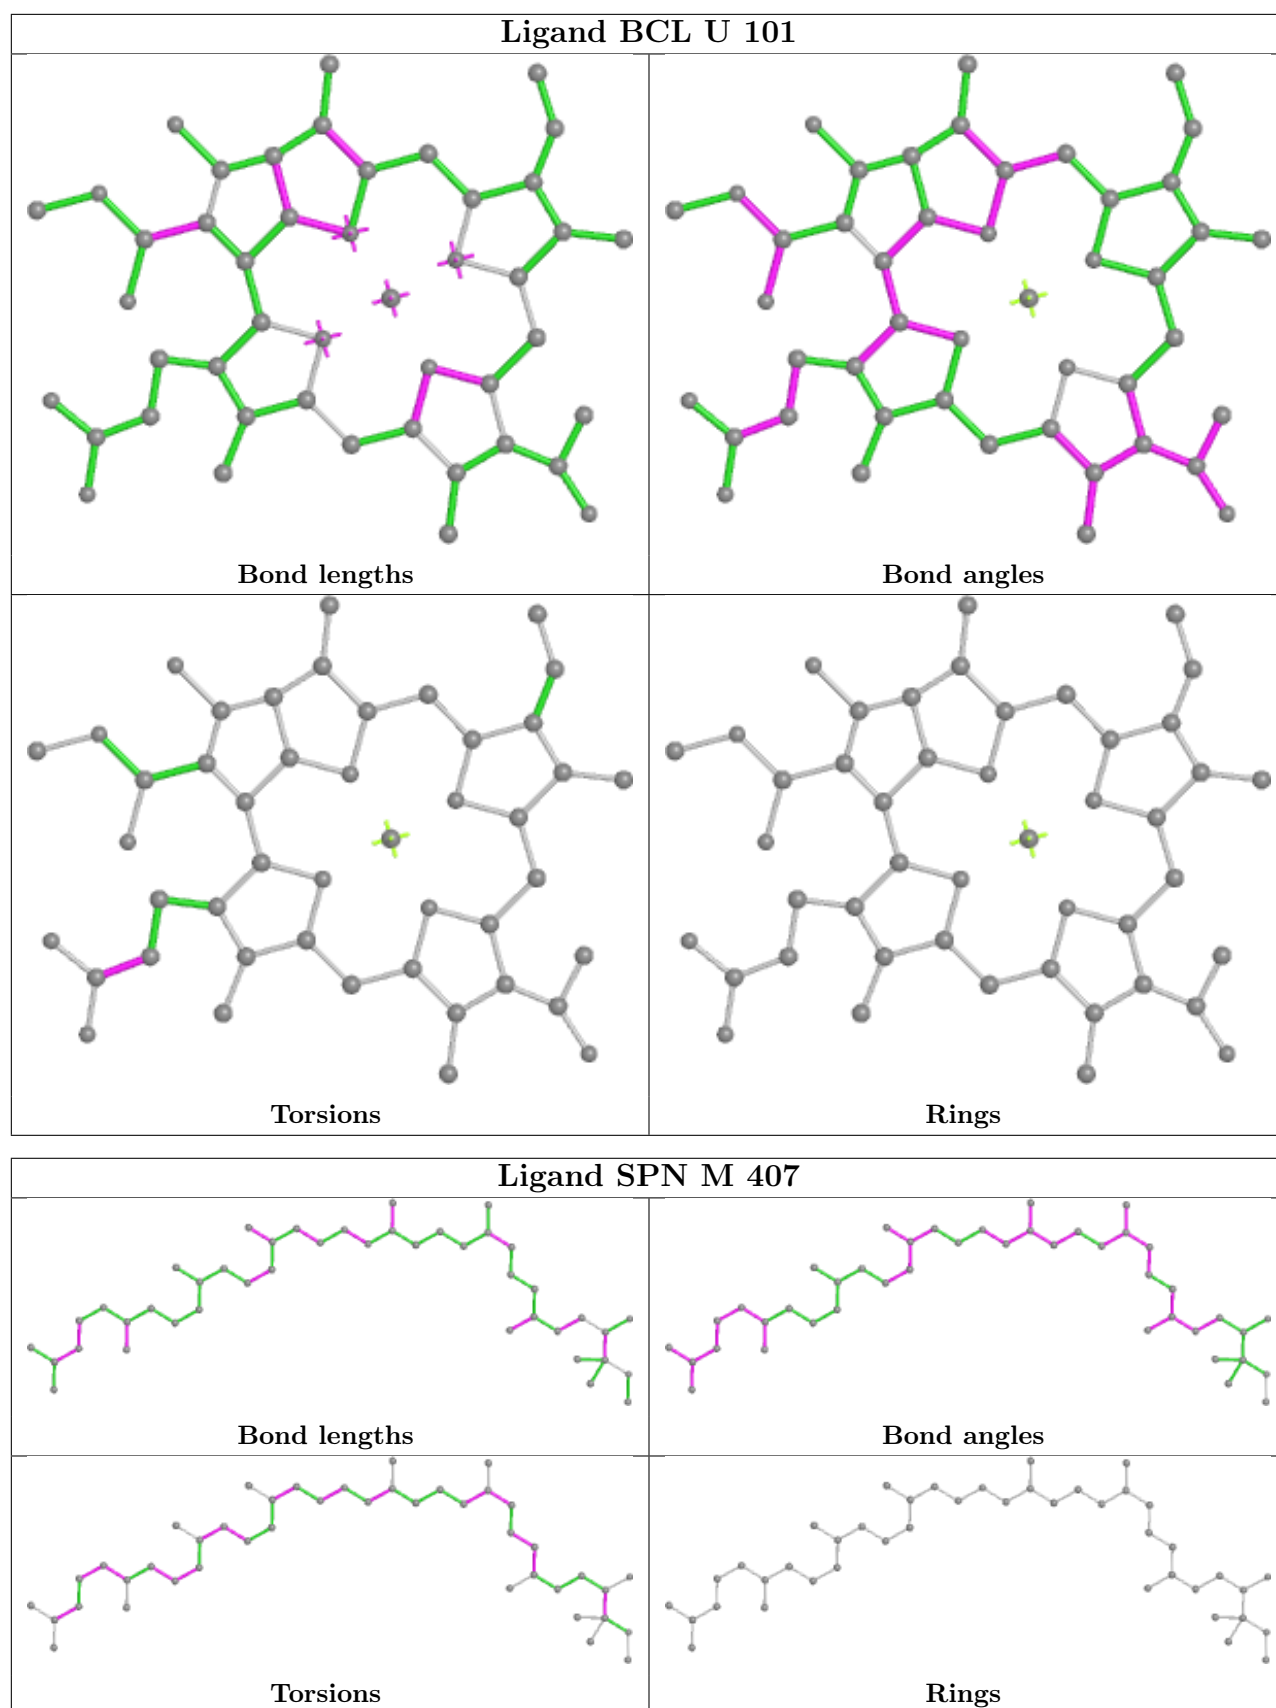 Ligand BCL U 101
Bond lengths
Bond angles
Torsions
Rings
Ligand SPN M 407
Bond lengths
Bond angles
Torsions
Rings